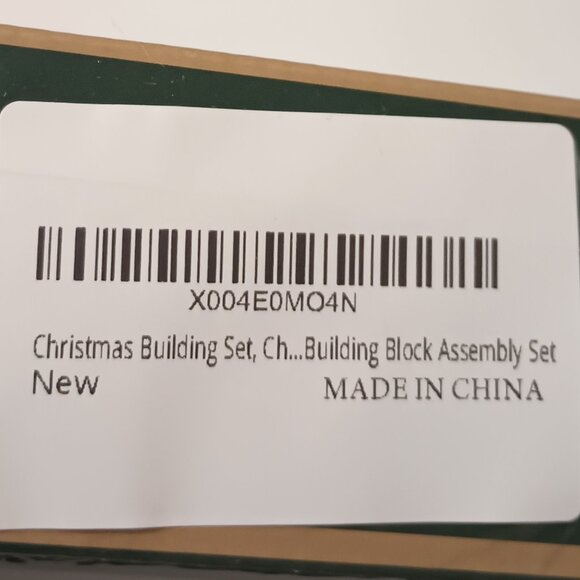 X004E0MO4N
Christmas Building Set, Ch...Building Block Assembly Set
New MADE IN CHINA